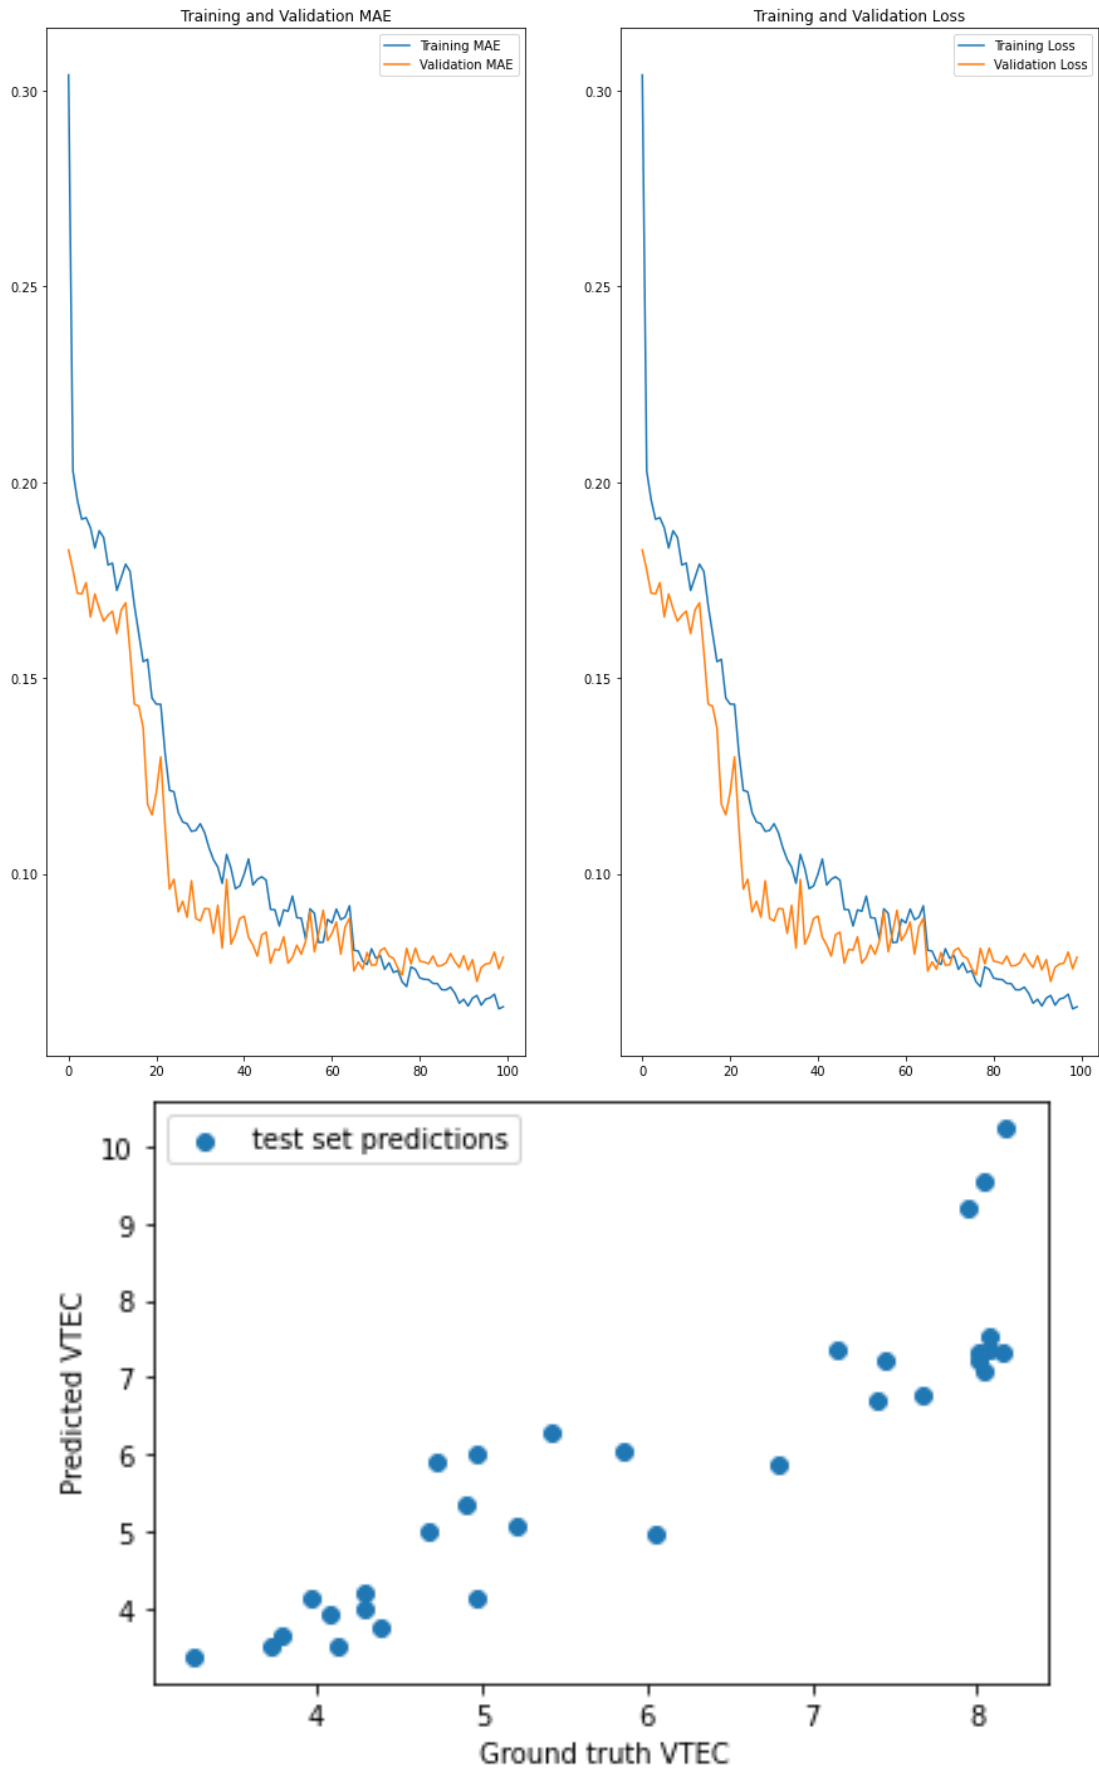 Training and Validation MAE
Training MAE
Validation MAE
0.30
0.25
0.20
0.15
0.10
0 20 40 60 80 100
Training and Validation Loss
Training Loss
Validation Loss
0.30
0.25
0.20
0.15
0.10
0 20 40 60 80 100
test set predictions
Predicted VTEC
10
9
8
7
6
5
4
4 5 6 7 8
Ground truth VTEC